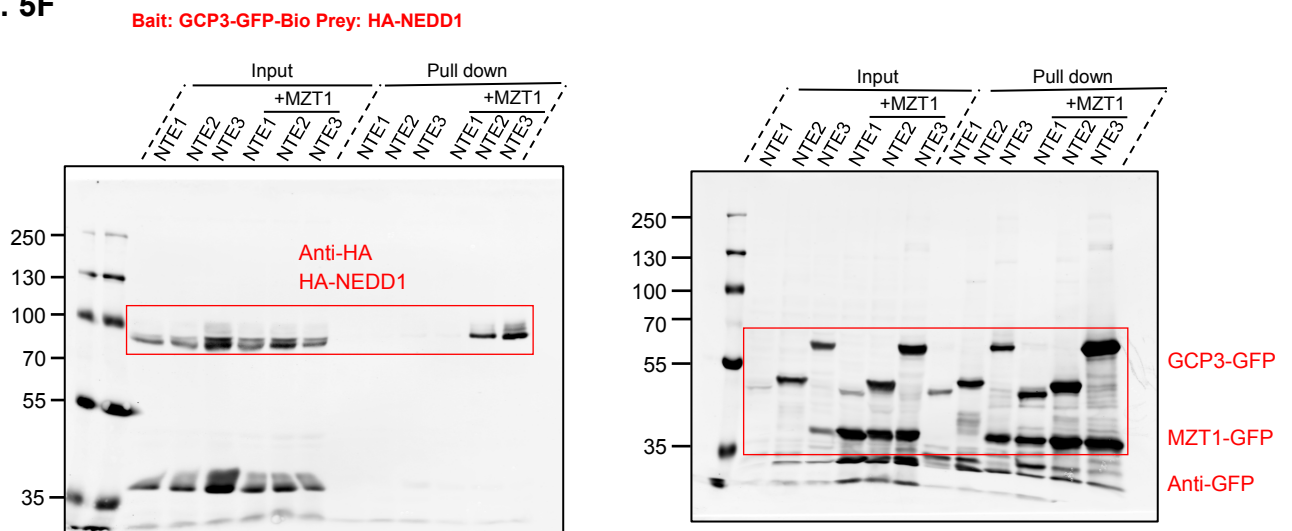 . 5F
Bait: GCP3-GFP-Bio Prey: HA-NEDD1
Input Pull down
+MZT1 +MZT1
NTE1 NTE2 NTE3 NTE1 NTE2 NTE3 NTE1 NTE2 NTE3 NTE1 NTE2 NTE3
250
130
100
70
55
35
Anti-HA
HA-NEDD1
Input Pull down
+MZT1 +MZT1
NTE1 NTE2 NTE3 NTE1 NTE2 NTE3 NTE1 NTE2 NTE3 NTE1 NTE2 NTE3
250
130
100
70
55
35
GCP3-GFP
MZT1-GFP
Anti-GFP